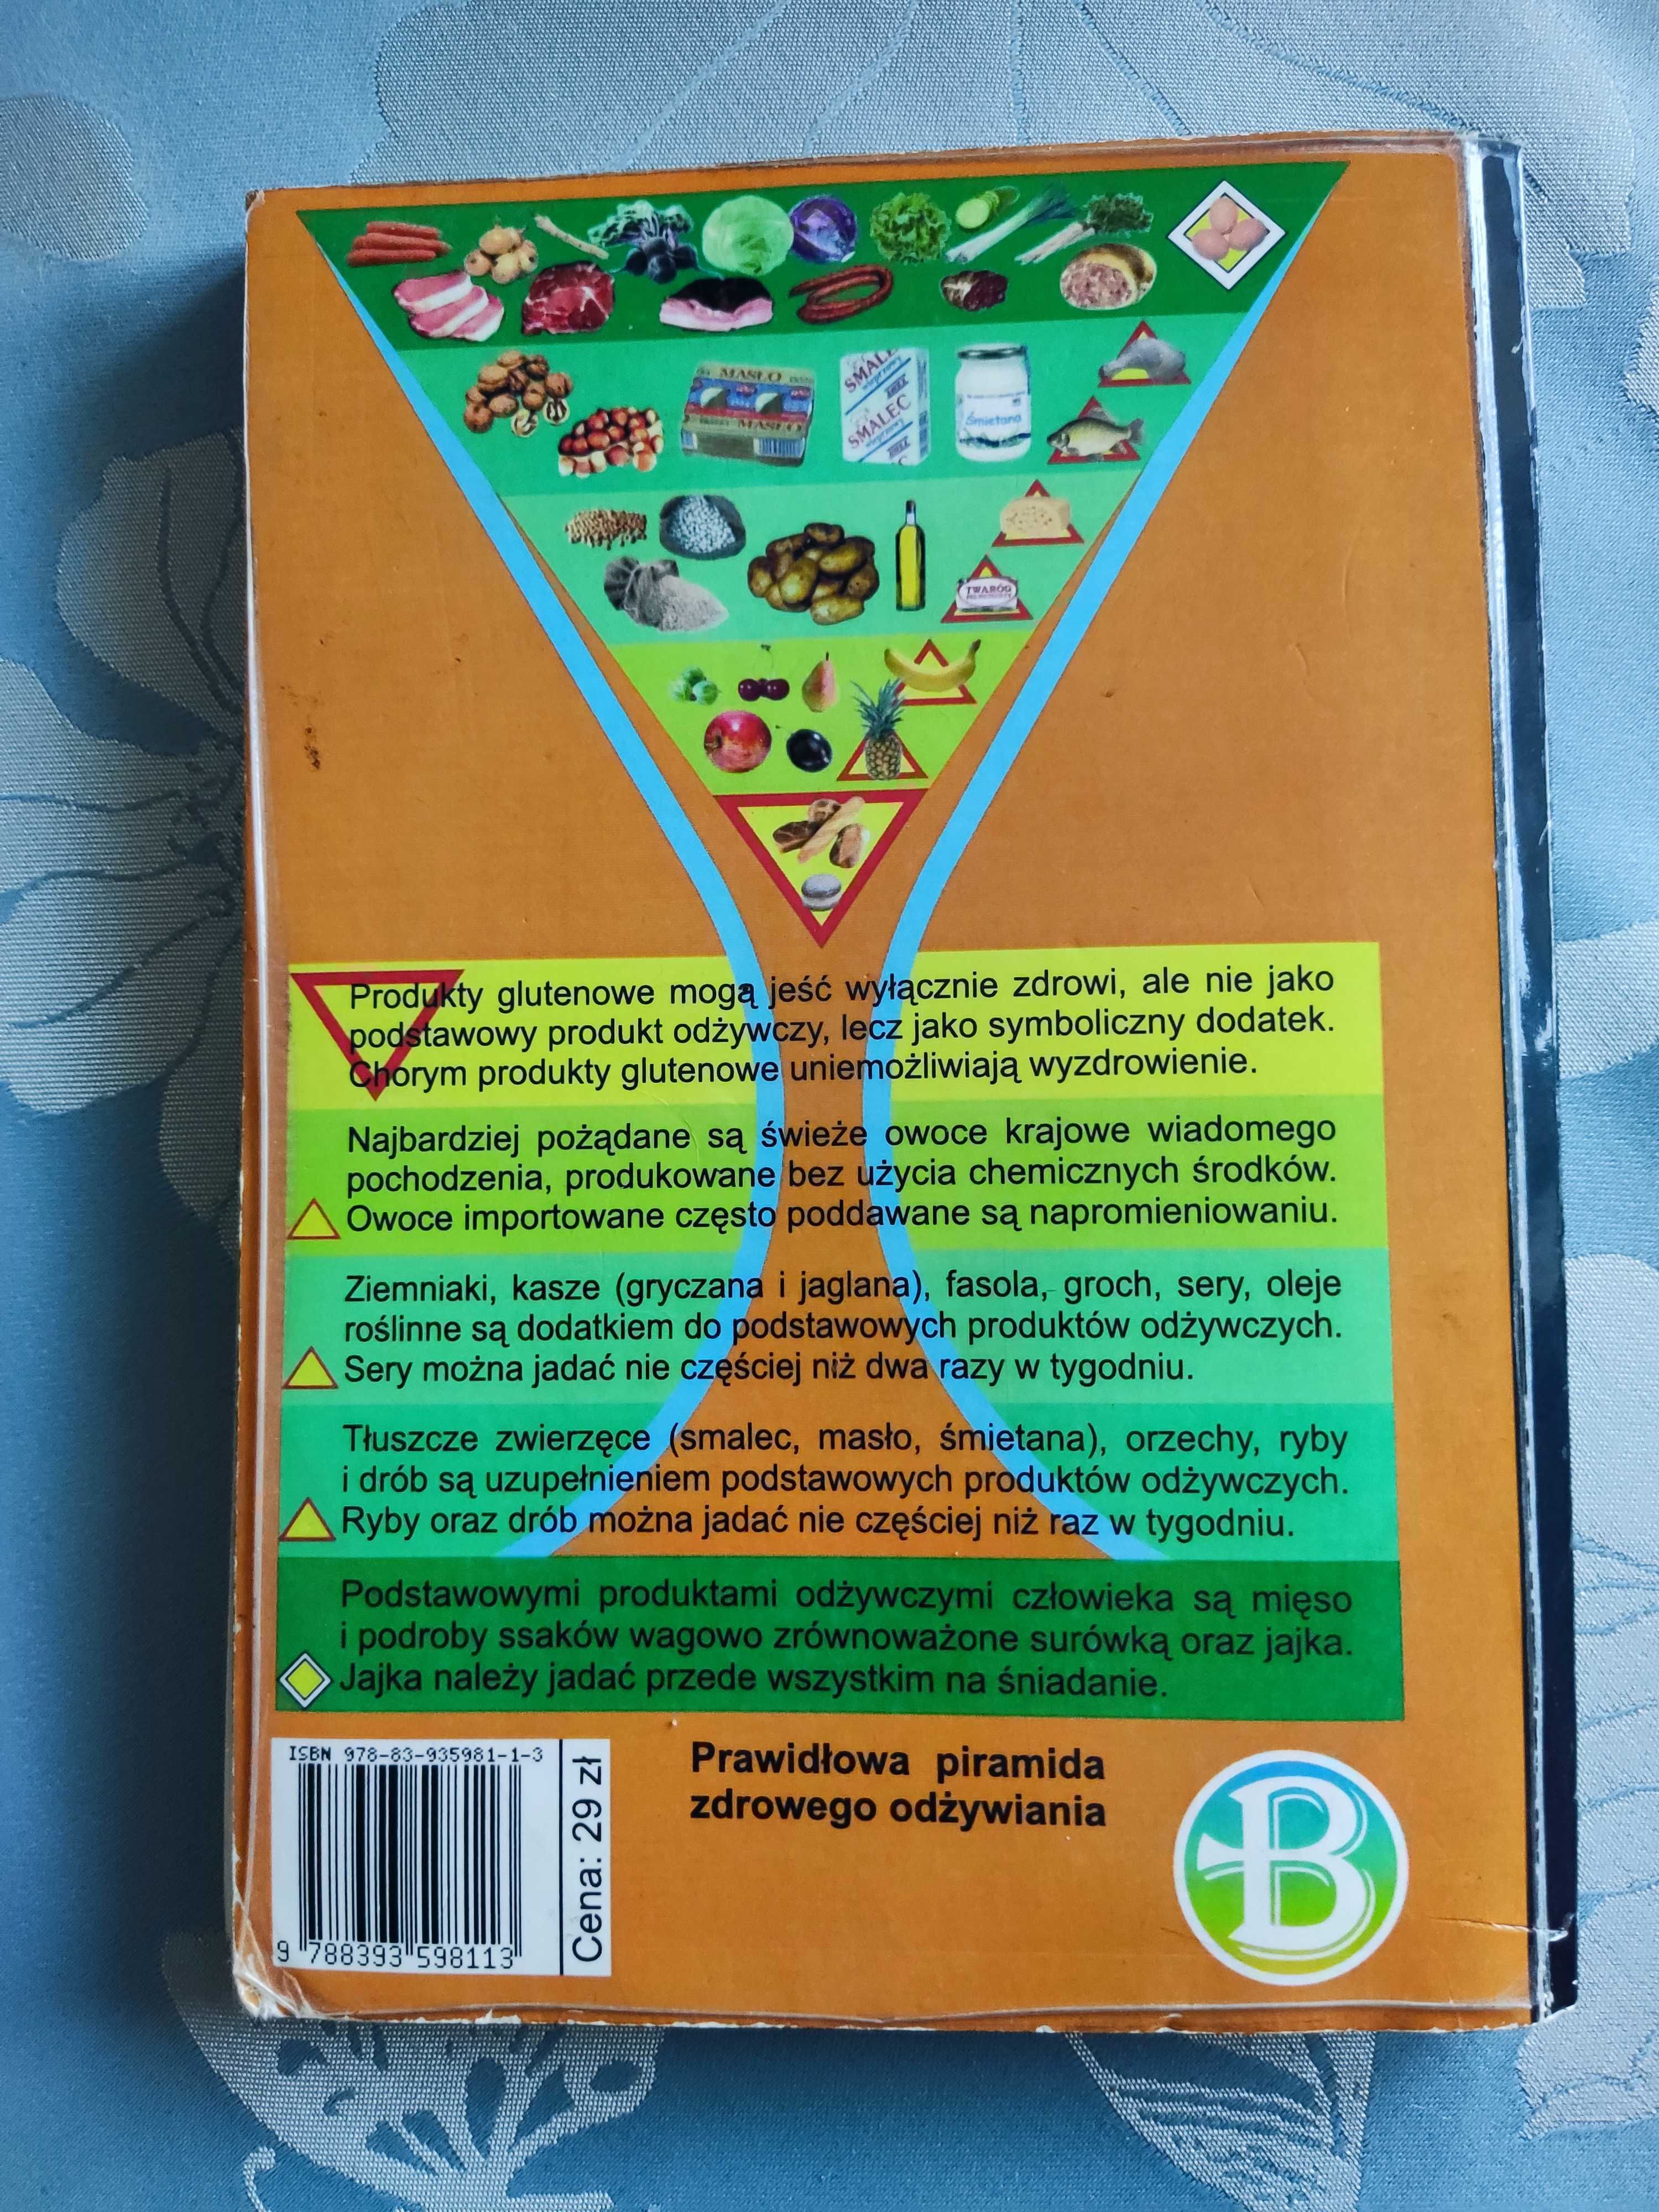 MASŁO
MASŁO
SMALEC
wieprzowy
SMALEC
wieprzowy
Śmietana
TWARÓG
Produkty glutenowe mogą jeść wyłącznie zdrowi, ale nie jako
podstawowy produkt odżywczy, lecz jako symboliczny dodatek.
Chorym produkty glutenowe uniemożliwiają wyzdrowienie.
Najbardziej pożądane są świeże owoce krajowe wiadomego
pochodzenia, produkowane bez użycia chemicznych środków.
Owoce importowane często poddawane są napromieniowaniu.
Ziemniaki, kasze (gryczana i jaglana), fasola, groch, sery, oleje
roślinne są dodatkiem do podstawowych produktów odżywczych.
Sery można jadać nie częściej niż dwa razy w tygodniu.
Tłuszcze zwierzęce (smalec, masło, śmietana), orzechy, ryby
i drób są uzupełnieniem podstawowych produktów odżywczych.
Ryby oraz drób można jadać nie częściej niż raz w tygodniu.
Podstawowymi produktami odżywczymi człowieka są mięso
i podroby ssaków wagowo zrównoważone surówką oraz jajka.
Jajka należy jadać przede wszystkim na śniadanie.
ISBN 978-83-935981-1-3
9 788393 598113
Cena: 29 zł
Prawidłowa piramida
zdrowego odżywiania
B